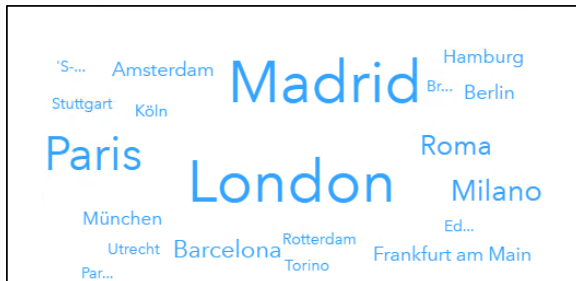 Hamburg
'S-...
Amsterdam
Madrid
Br...
Berlin
Stuttgart
Köln
Paris
Roma
London
Milano
München
Ed...
Utrecht
Barcelona
Rotterdam
Frankfurt am Main
Torino
Par...